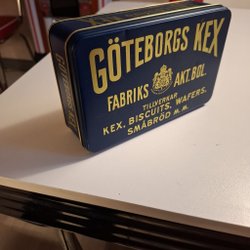 GÖTEBORGS KEX
FABRIKS AKT.BOL.
TILLVERKAR
KEX, BISCUITS, WAFERS,
SMÅBRÖD M.M.